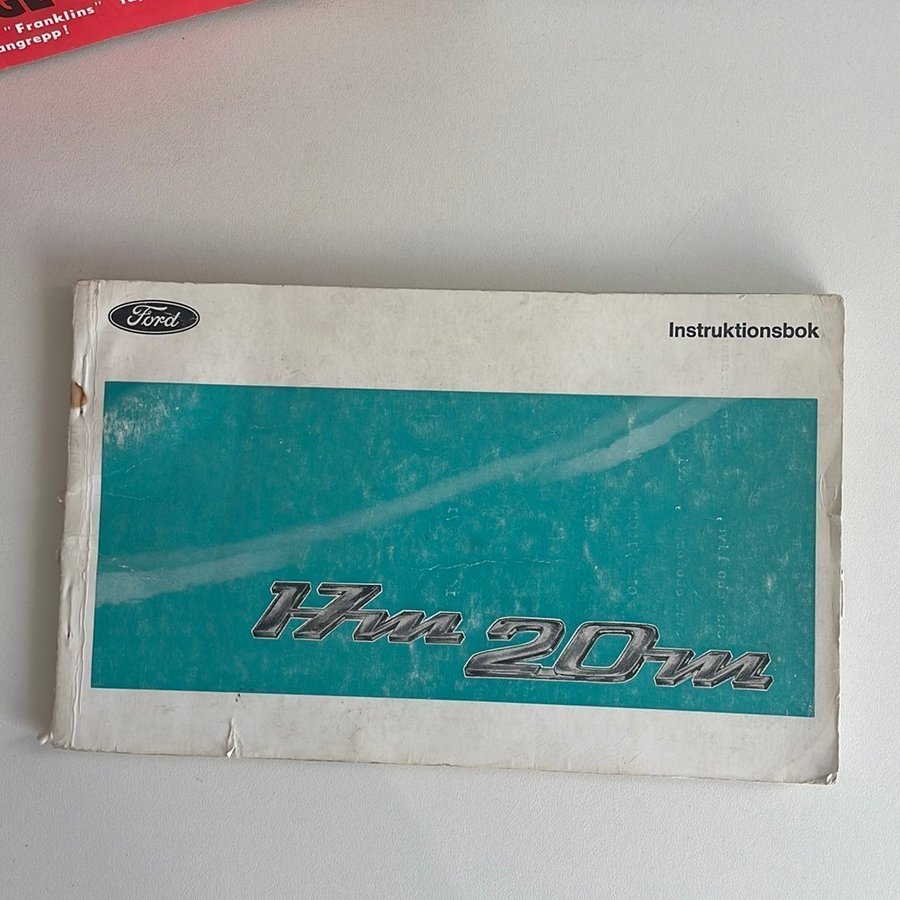 "Franklins"
angrepp!
Ford
Instruktionsbok
17m 20m